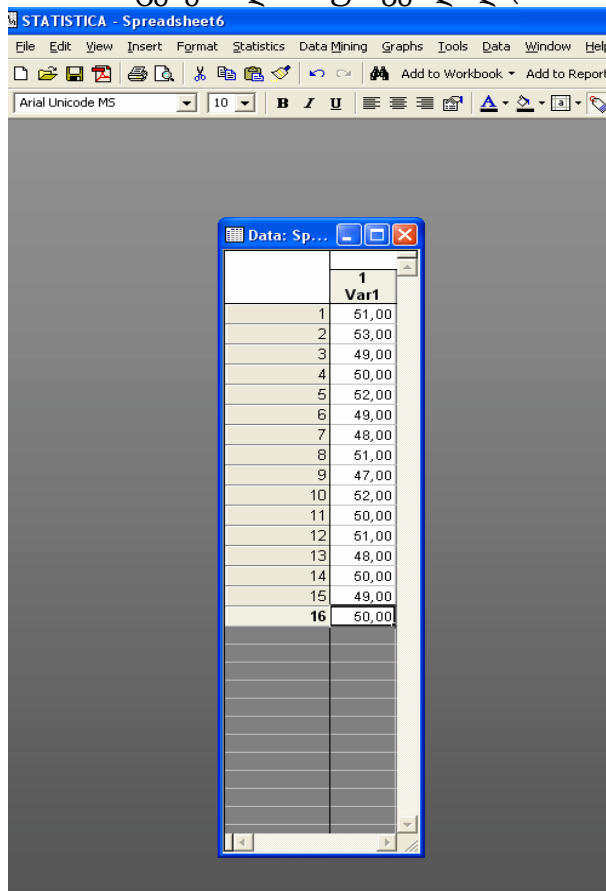 STATISTICA - Spreadsheet6
File Edit View Insert Format Statistics Data Mining Graphs Tools Data Window Help
Add to Workbook Add to Report
Arial Unicode MS 10 B I U A a
Data: Sp...
1
Var1
1 51,00
2 53,00
3 49,00
4 50,00
5 52,00
6 49,00
7 48,00
8 51,00
9 47,00
10 52,00
11 50,00
12 51,00
13 48,00
14 50,00
15 49,00
16 50,00